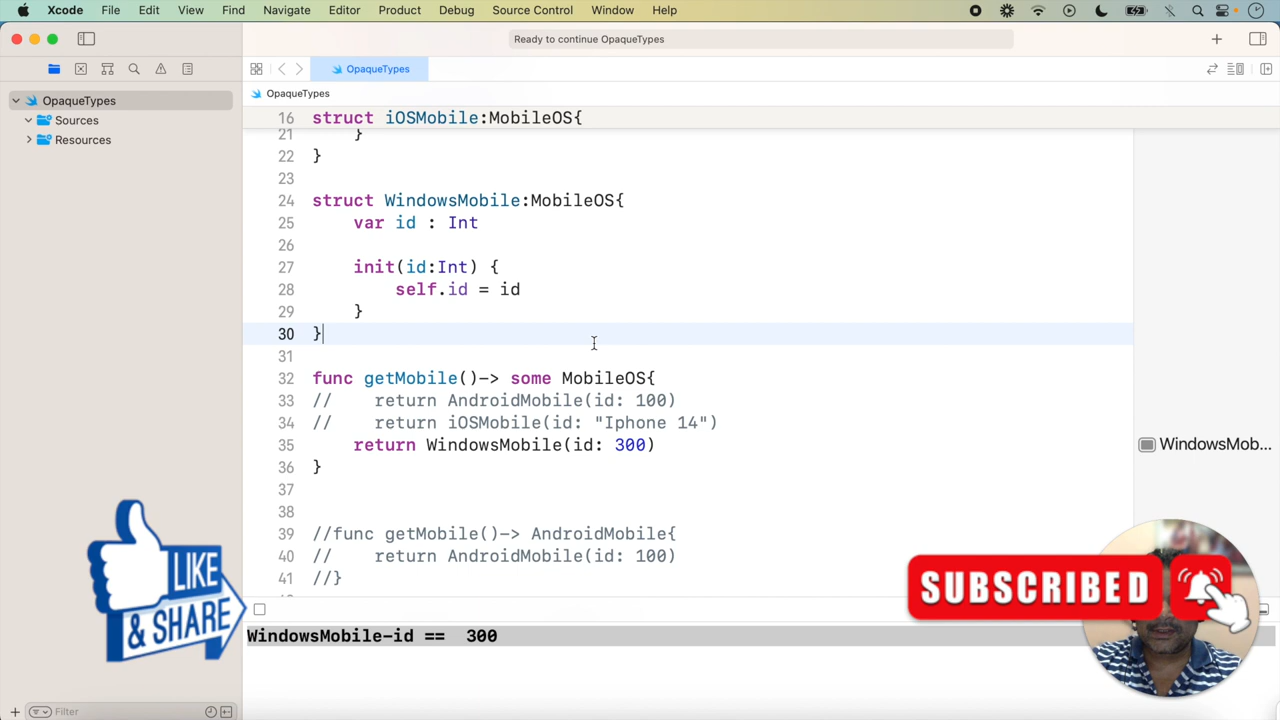 Xcode File Edit View Find Navigate Editor Product Debug Source Control Window Help
Ready to continue OpaqueTypes
OpaqueTypes
OpaqueTypes
OpaqueTypes
Sources
Resources
16 struct iOSMobile:MobileOS{
21 }
22 }
23
24 struct WindowsMobile:MobileOS{
25 var id : Int
26
27 init(id:Int) {
28 self.id = id
29 }
30 }
31
32 func getMobile()-> some MobileOS{
33 // return AndroidMobile(id: 100)
34 // return iOSMobile(id: "Iphone 14")
35 return WindowsMobile(id: 300)
36 }
37
38
39 //func getMobile()-> AndroidMobile{
40 // return AndroidMobile(id: 100)
41 //}
WindowsMob...
LIKE
& SHARE
SUBSCRIBED
WindowsMobile-id == 300
Filter